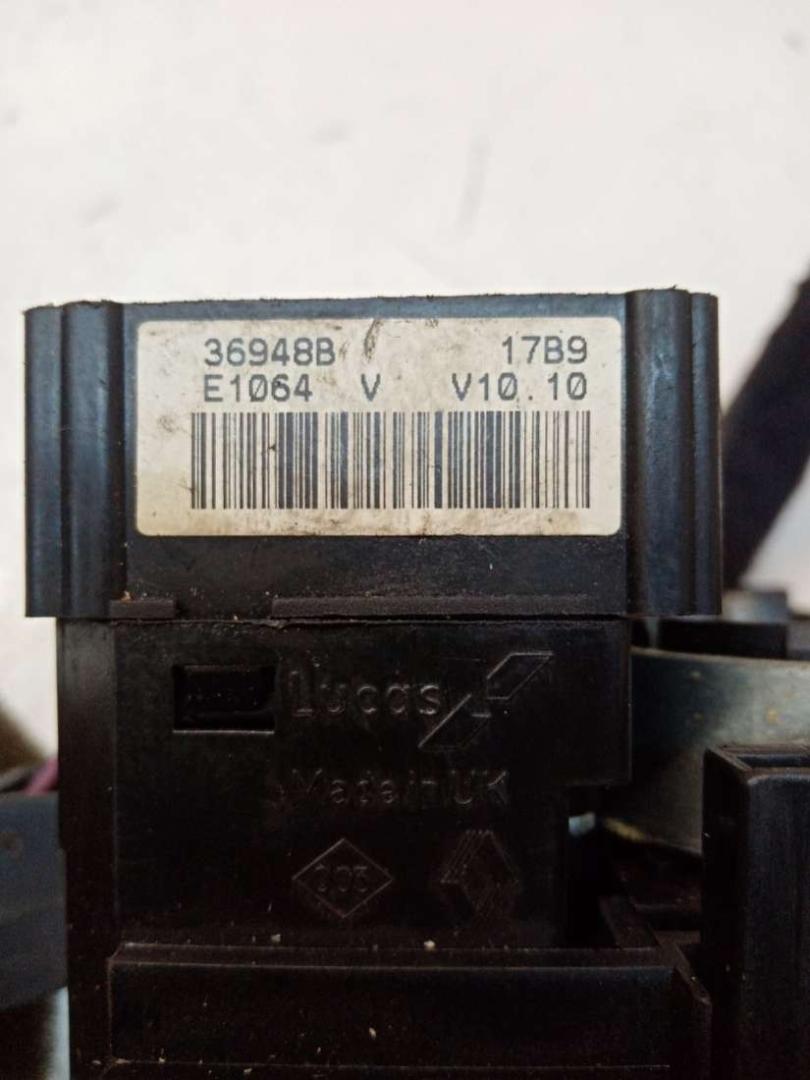 36948B 17B9
E1064 V V10.10
Lucas
Made in UK